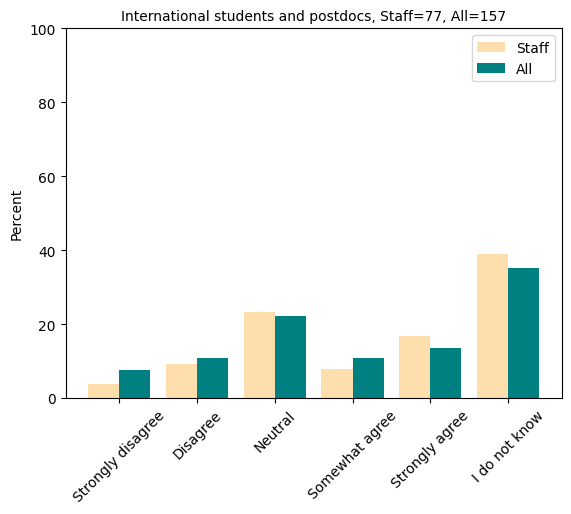 International students and postdocs, Staff=77, All=157
Staff
All
Percent
100
80
60
40
20
0
Strongly disagree
Disagree
Neutral
Somewhat agree
Strongly agree
I do not know